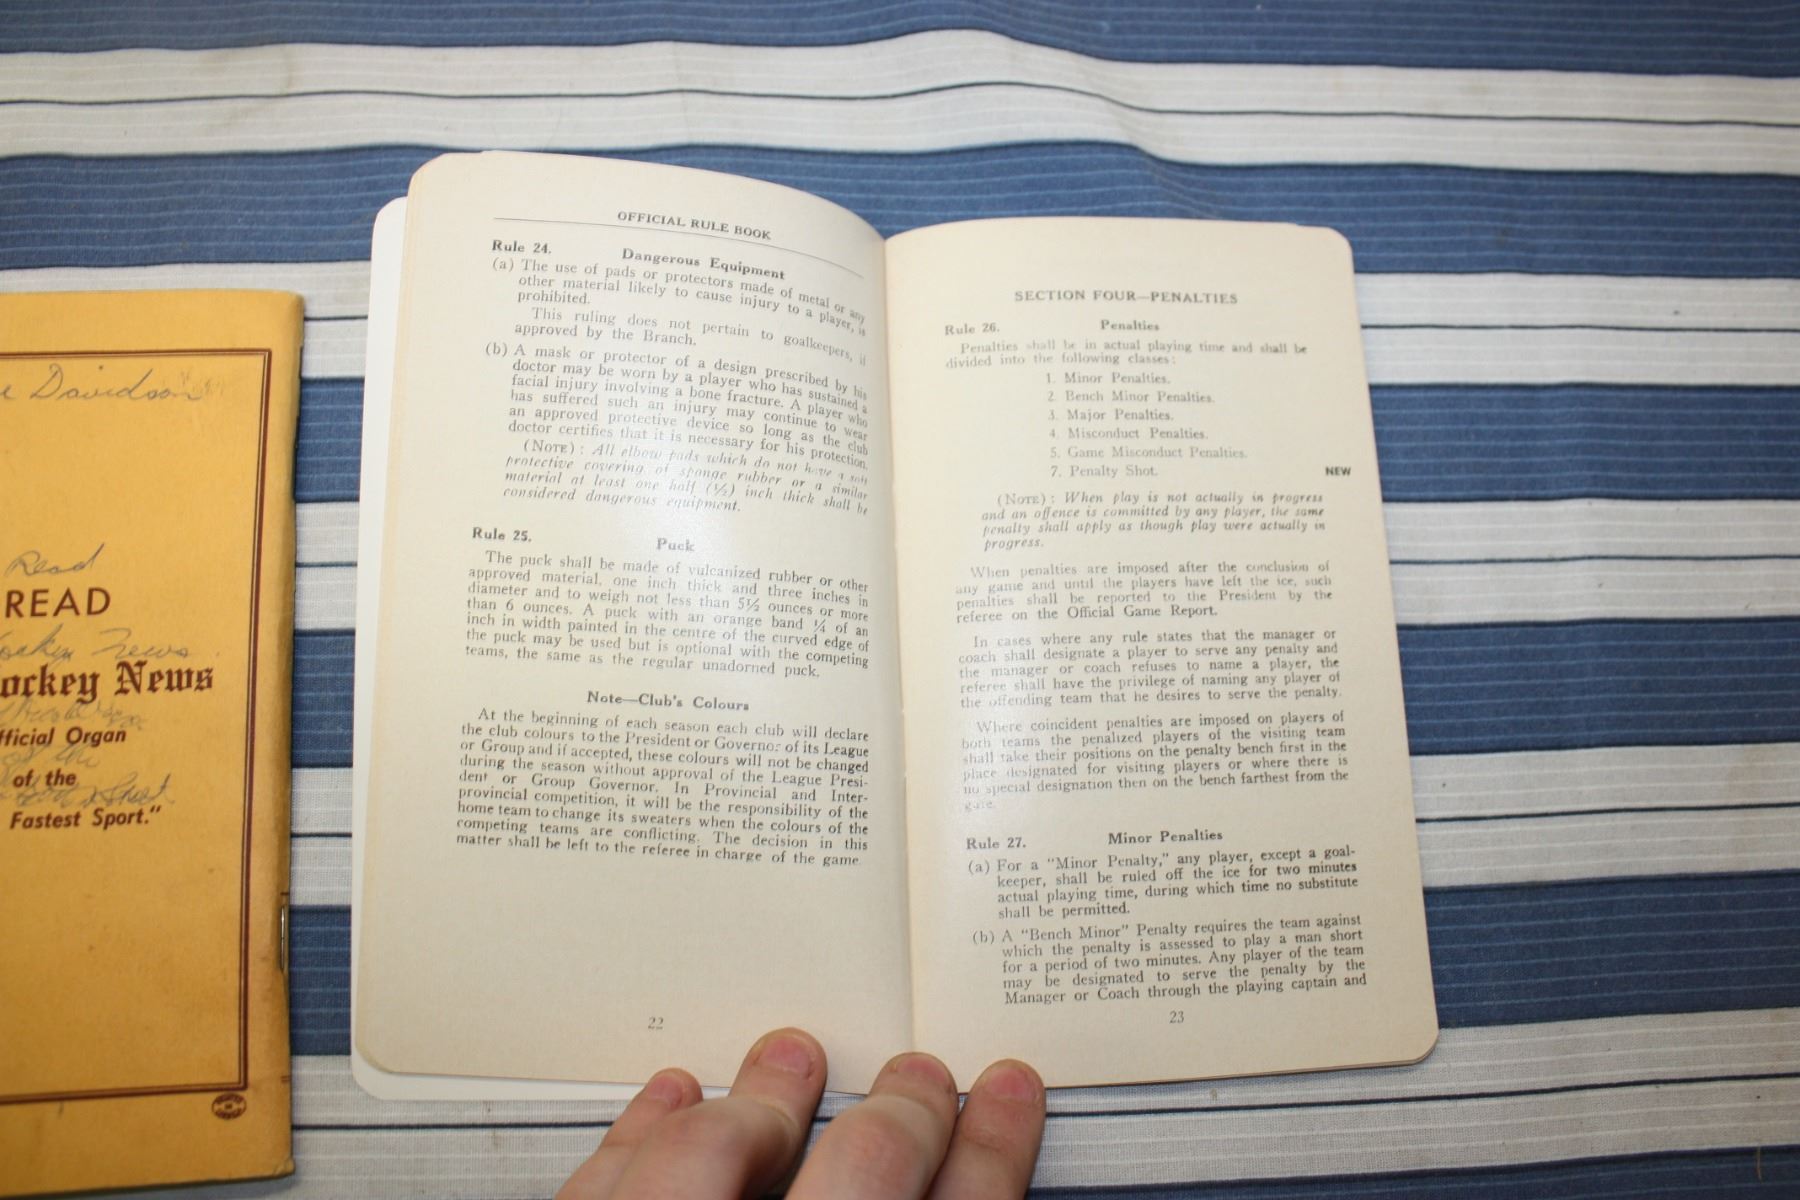 e Davidson
Read
READ
ockey News
ockey News
fficial Organ
of the
of the
Fastest Sport."
OFFICIAL RULE BOOK
Rule 24. Dangerous Equipment
(a) The use of pads or protectors made of metal or any
other material likely to cause injury to a player, is
prohibited.
This ruling does not pertain to goalkeepers, if
approved by the Branch.
(b) A mask or protector of a design prescribed by his
doctor may be worn by a player who has sustained a
facial injury involving a bone fracture. A player who
has suffered such an injury may continue to wear
an approved protective device so long as the club
doctor certifies that it is necessary for his protection.
(NOTE): All elbow pads which do not have a soft
protective covering of sponge rubber or a similar
material at least one half (½) inch thick shall be
considered dangerous equipment.
Rule 25. Puck
The puck shall be made of vulcanized rubber or other
approved material, one inch thick and three inches in
diameter and to weigh not less than 5½ ounces or more
than 6 ounces. A puck with an orange band ¼ of an
inch in width painted in the centre of the curved edge of
the puck may be used but is optional with the competing
teams, the same as the regular unadorned puck.
Note—Club's Colours
At the beginning of each season each club will declare
the club colours to the President or Governor of its League
or Group and if accepted, these colours will not be changed
during the season without approval of the League Presi-
dent or Group Governor. In Provincial and Inter-
provincial competition, it will be the responsibility of the
home team to change its sweaters when the colours of the
competing teams are conflicting. The decision in this
matter shall be left to the referee in charge of the game.
22
SECTION FOUR—PENALTIES
Rule 26. Penalties
Penalties shall be in actual playing time and shall be
divided into the following classes:
1. Minor Penalties.
2. Bench Minor Penalties.
3. Major Penalties.
4. Misconduct Penalties.
5. Game Misconduct Penalties.
7. Penalty Shot. NEW
(NOTE): When play is not actually in progress
and an offence is committed by any player, the same
penalty shall apply as though play were actually in
progress.
When penalties are imposed after the conclusion of
any game and until the players have left the ice, such
penalties shall be reported to the President by the
referee on the Official Game Report.
In cases where any rule states that the manager or
coach shall designate a player to serve any penalty and
the manager or coach refuses to name a player, the
referee shall have the privilege of naming any player of
the offending team that he desires to serve the penalty.
Where coincident penalties are imposed on players of
both teams the penalized players of the visiting team
shall take their positions on the penalty bench first in the
place designated for visiting players or where there is
no special designation then on the bench farthest from the
gate.
Rule 27. Minor Penalties
(a) For a "Minor Penalty," any player, except a goal-
keeper, shall be ruled off the ice for two minutes
actual playing time, during which time no substitute
shall be permitted.
(b) A "Bench Minor" Penalty requires the team against
which the penalty is assessed to play a man short
for a period of two minutes. Any player of the team
may be designated to serve the penalty by the
Manager or Coach through the playing captain and
23